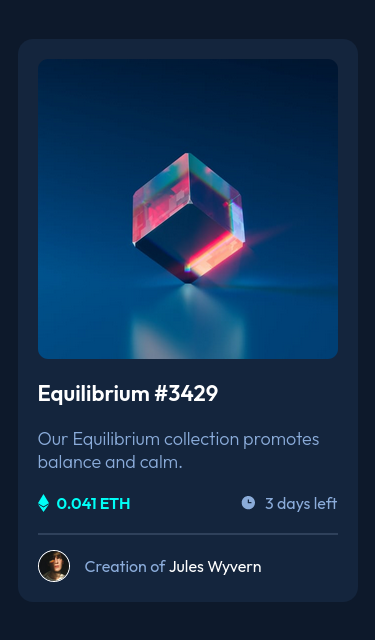 Equilibrium #3429
Our Equilibrium collection promotes
balance and calm.
0.041 ETH
3 days left
Creation of Jules Wyvern